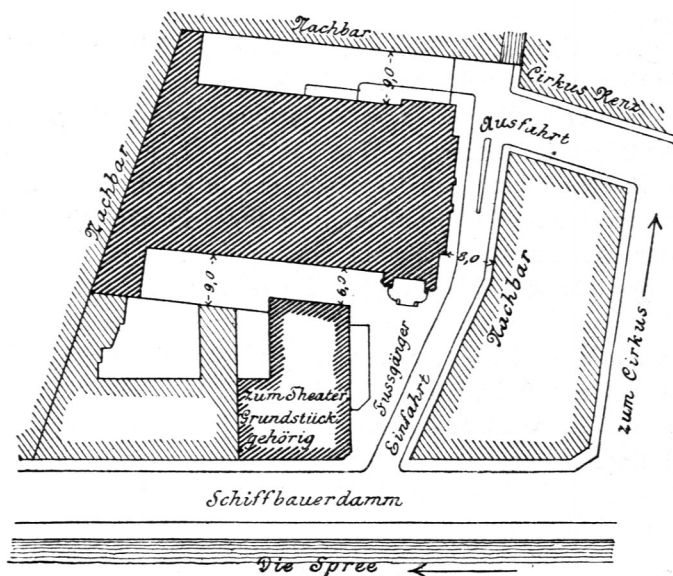 Nachbar
Cirkus Renz
9,0
Ausfahrt
Nachbar
8,0
9,0
6,0
Nachbar
zum Cirkus
Fussgänger
Einfahrt
zum Theater
Grundstück
gehörig
Schiffbauerdamm
Die Spree